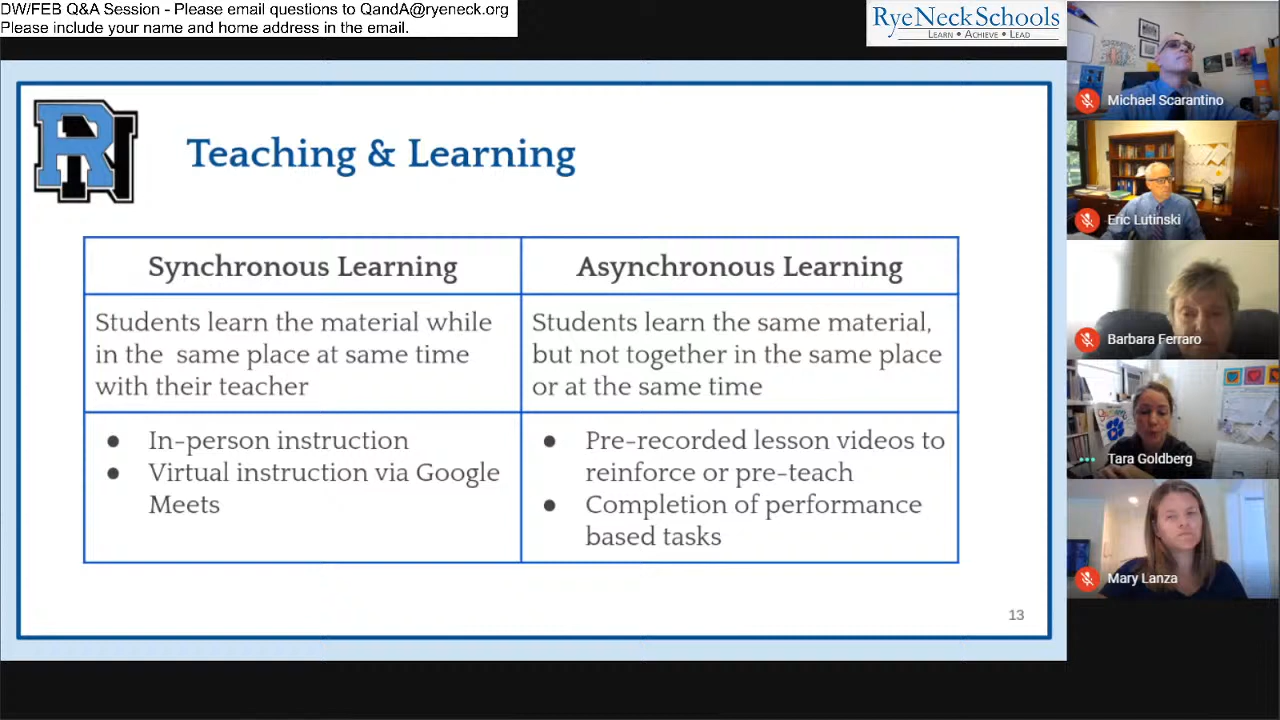 DW/FEB Q&A Session - Please email questions to QandA@ryeneck.org
Please include your name and home address in the email.
RyeNeckSchools
LEARN • ACHIEVE • LEAD
RN
Teaching & Learning
Synchronous Learning
Asynchronous Learning
Students learn the material while
in the same place at same time
with their teacher
Students learn the same material,
but not together in the same place
or at the same time
● In-person instruction
● Virtual instruction via Google
Meets
● Pre-recorded lesson videos to
reinforce or pre-teach
● Completion of performance
based tasks
13
Michael Scarantino
Eric Lutinski
Barbara Ferraro
Tara Goldberg
Mary Lanza